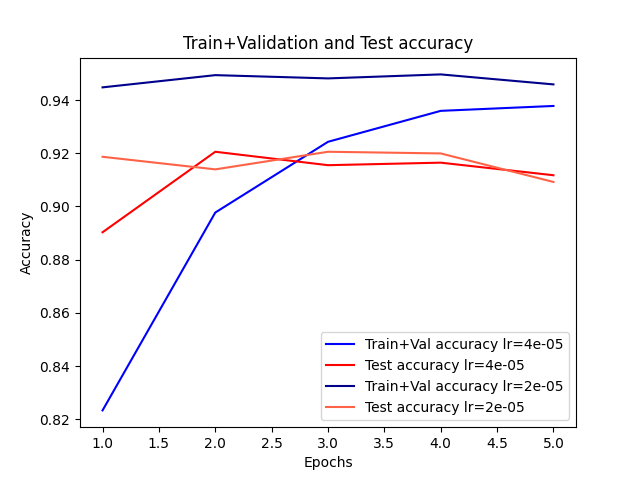 Train+Validation and Test accuracy
Accuracy
0.94
0.92
0.90
0.88
0.86
0.84
0.82
Train+Val accuracy lr=4e-05
Test accuracy lr=4e-05
Train+Val accuracy lr=2e-05
Test accuracy lr=2e-05
1.0 1.5 2.0 2.5 3.0 3.5 4.0 4.5 5.0
Epochs